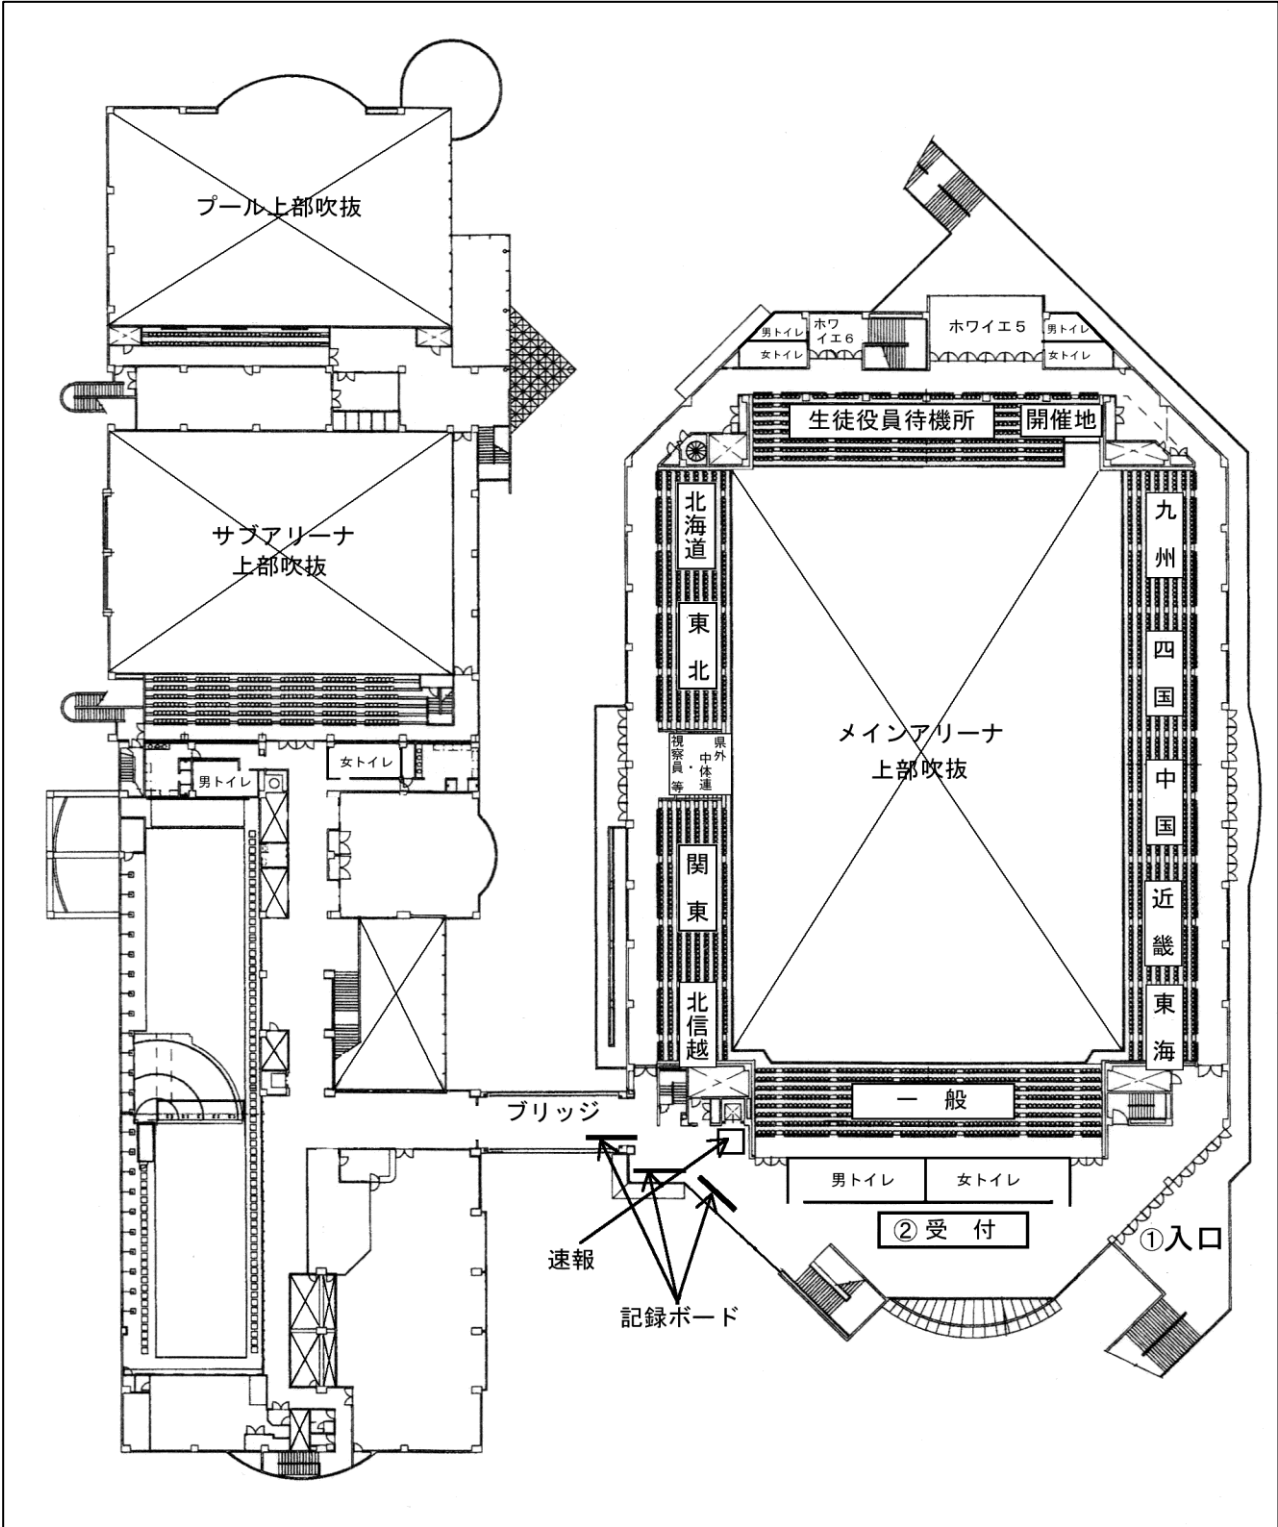 プール上部吹抜
男トイレ
ホワ
イエ6
女トイレ
ホワイエ5
男トイレ
女トイレ
生徒役員待機所
開催地
サブアリーナ
上部吹抜
北海道
東北
県外
中体連・
視察員等
関東
北信越
メインアリーナ
上部吹抜
九州
四国
中国
近畿
東海
男トイレ
女トイレ
ブリッジ
一般
男トイレ
女トイレ
②受付
①入口
速報
記録ボード